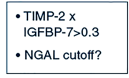 • TIMP-2 x
IGFBP-7>0.3
• NGAL cutoff?